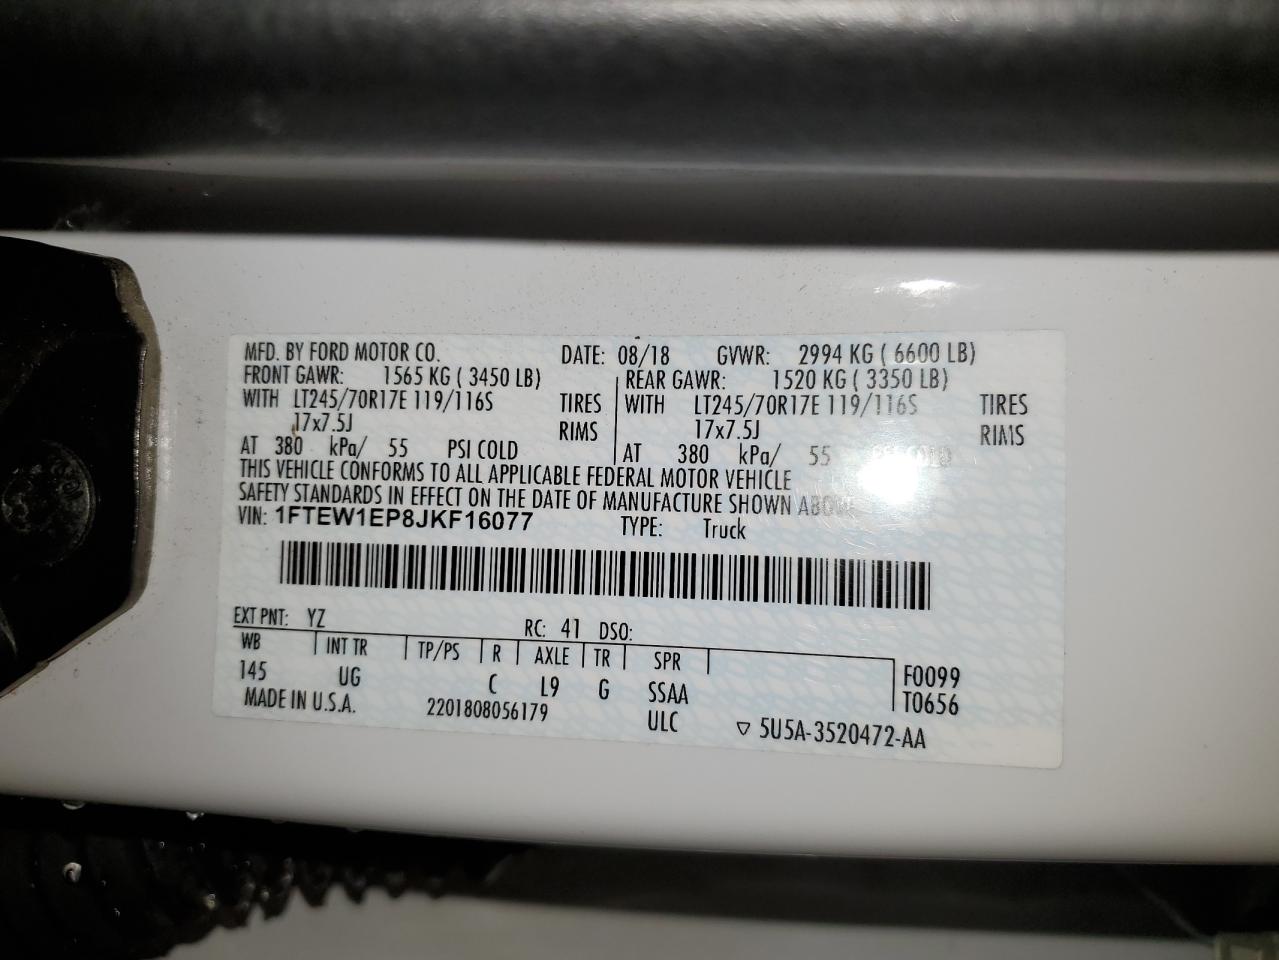 MFD. BY FORD MOTOR CO. DATE: 08/18 GVWR: 2994 KG ( 6600 LB)
FRONT GAWR: 1565 KG ( 3450 LB) REAR GAWR: 1520 KG ( 3350 LB)
WITH LT245/70R17E 119/116S TIRES WITH LT245/70R17E 119/116S TIRES
17x7.5J RIMS 17x7.5J RIMS
AT 380 kPa/ 55 PSI COLD AT 380 kPa/ 55 PSI COLD
THIS VEHICLE CONFORMS TO ALL APPLICABLE FEDERAL MOTOR VEHICLE
SAFETY STANDARDS IN EFFECT ON THE DATE OF MANUFACTURE SHOWN ABOVE.
VIN: 1FTEW1EP8JKF16077 TYPE: Truck
EXT PNT: YZ RC: 41 DSO:
WB INT TR TP/PS R AXLE TR SPR F0099
145 UG C L9 G SSAA T0656
MADE IN U.S.A. 2201808056179 ULC ▽ 5U5A-3520472-AA